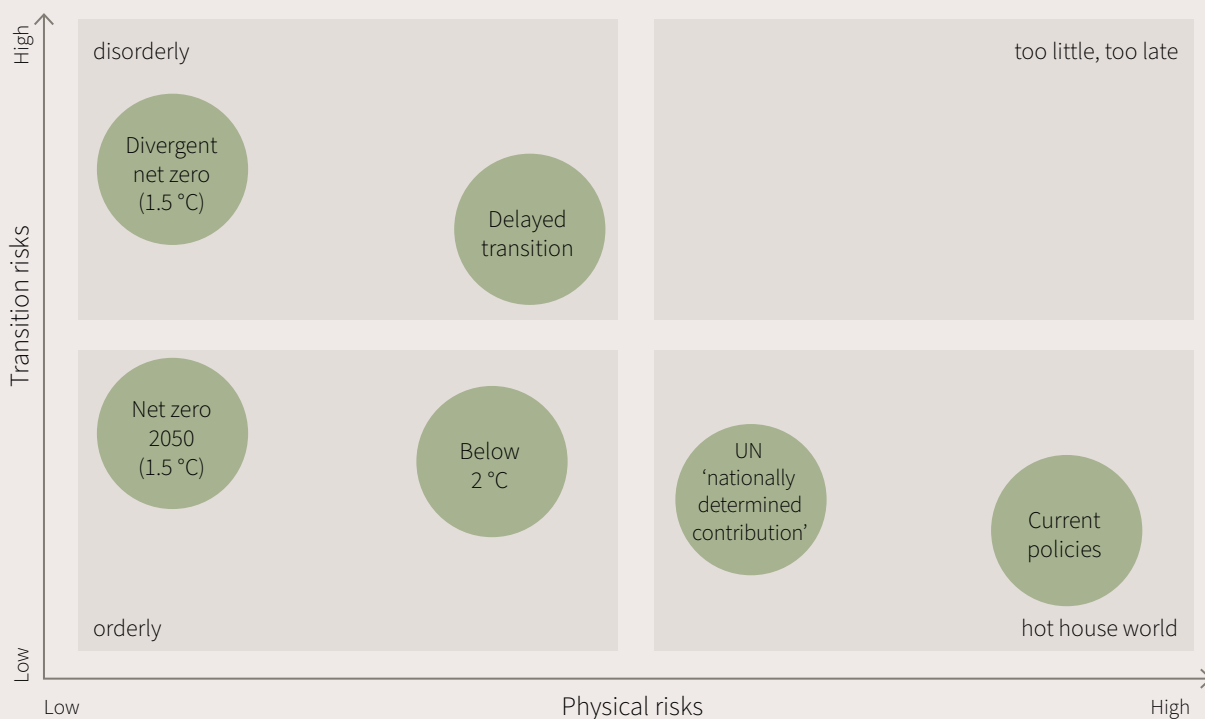 High
Transition risks
Low
disorderly
Divergent
net zero
(1.5 °C)
Delayed
transition
too little, too late
Net zero
2050
(1.5 °C)
Below
2 °C
orderly
UN
‘nationally
determined
contribution’
Current
policies
hot house world
Low
Physical risks
High